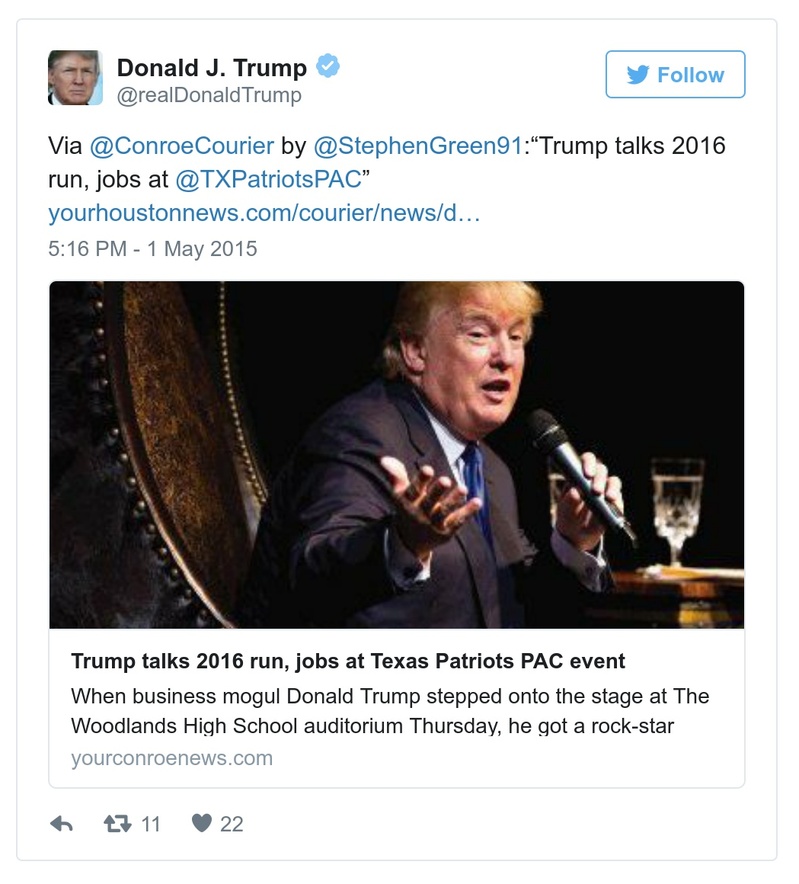 Donald J. Trump
@realDonaldTrump
Follow
Via @ConroeCourier by @StephenGreen91:“Trump talks 2016
run, jobs at @TXPatriotsPAC”
yourhoustonnews.com/courier/news/d…
5:16 PM - 1 May 2015
Trump talks 2016 run, jobs at Texas Patriots PAC event
When business mogul Donald Trump stepped onto the stage at The
Woodlands High School auditorium Thursday, he got a rock-star
yourconroenews.com
11
22